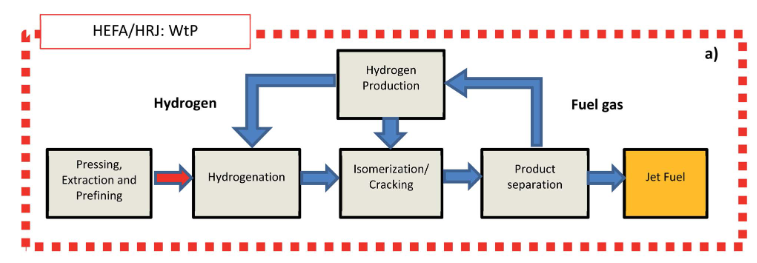 HEFA/HRJ: WtP
a)
Hydrogen
Production
Hydrogen
Fuel gas
Pressing,
Extraction and
Prefining
Hydrogenation
Isomerization/
Cracking
Product
separation
Jet Fuel